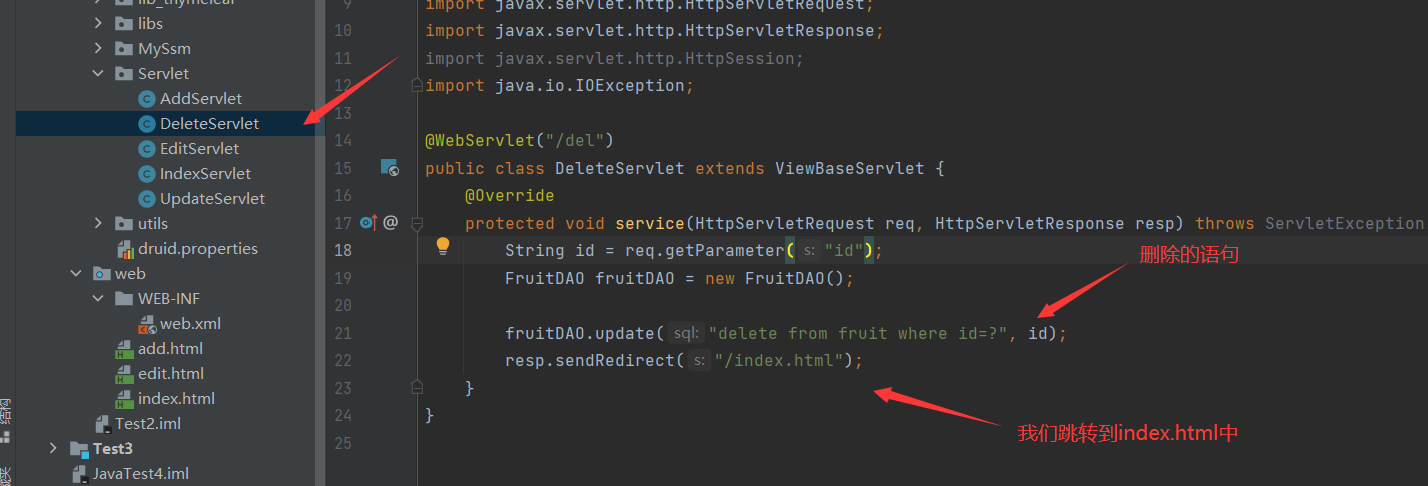 lib_thymeleaf
libs
MySsm
Servlet
AddServlet
DeleteServlet
EditServlet
IndexServlet
UpdateServlet
utils
druid.properties
web
WEB-INF
web.xml
add.html
edit.html
index.html
Test2.iml
Test3
JavaTest4.iml
结构
9 import javax.servlet.http.HttpServletRequest;
10 import javax.servlet.http.HttpServletResponse;
11 import javax.servlet.http.HttpSession;
12 import java.io.IOException;
13
14 @WebServlet("/del")
15 public class DeleteServlet extends ViewBaseServlet {
16 @Override
17 @ protected void service(HttpServletRequest req, HttpServletResponse resp) throws ServletException
18 String id = req.getParameter( s: "id");
19 FruitDAO fruitDAO = new FruitDAO();
20
21 fruitDAO.update( sql: "delete from fruit where id=?", id);
22 resp.sendRedirect( s: "/index.html");
23 }
24 }
25
删除的语句
我们跳转到index.html中